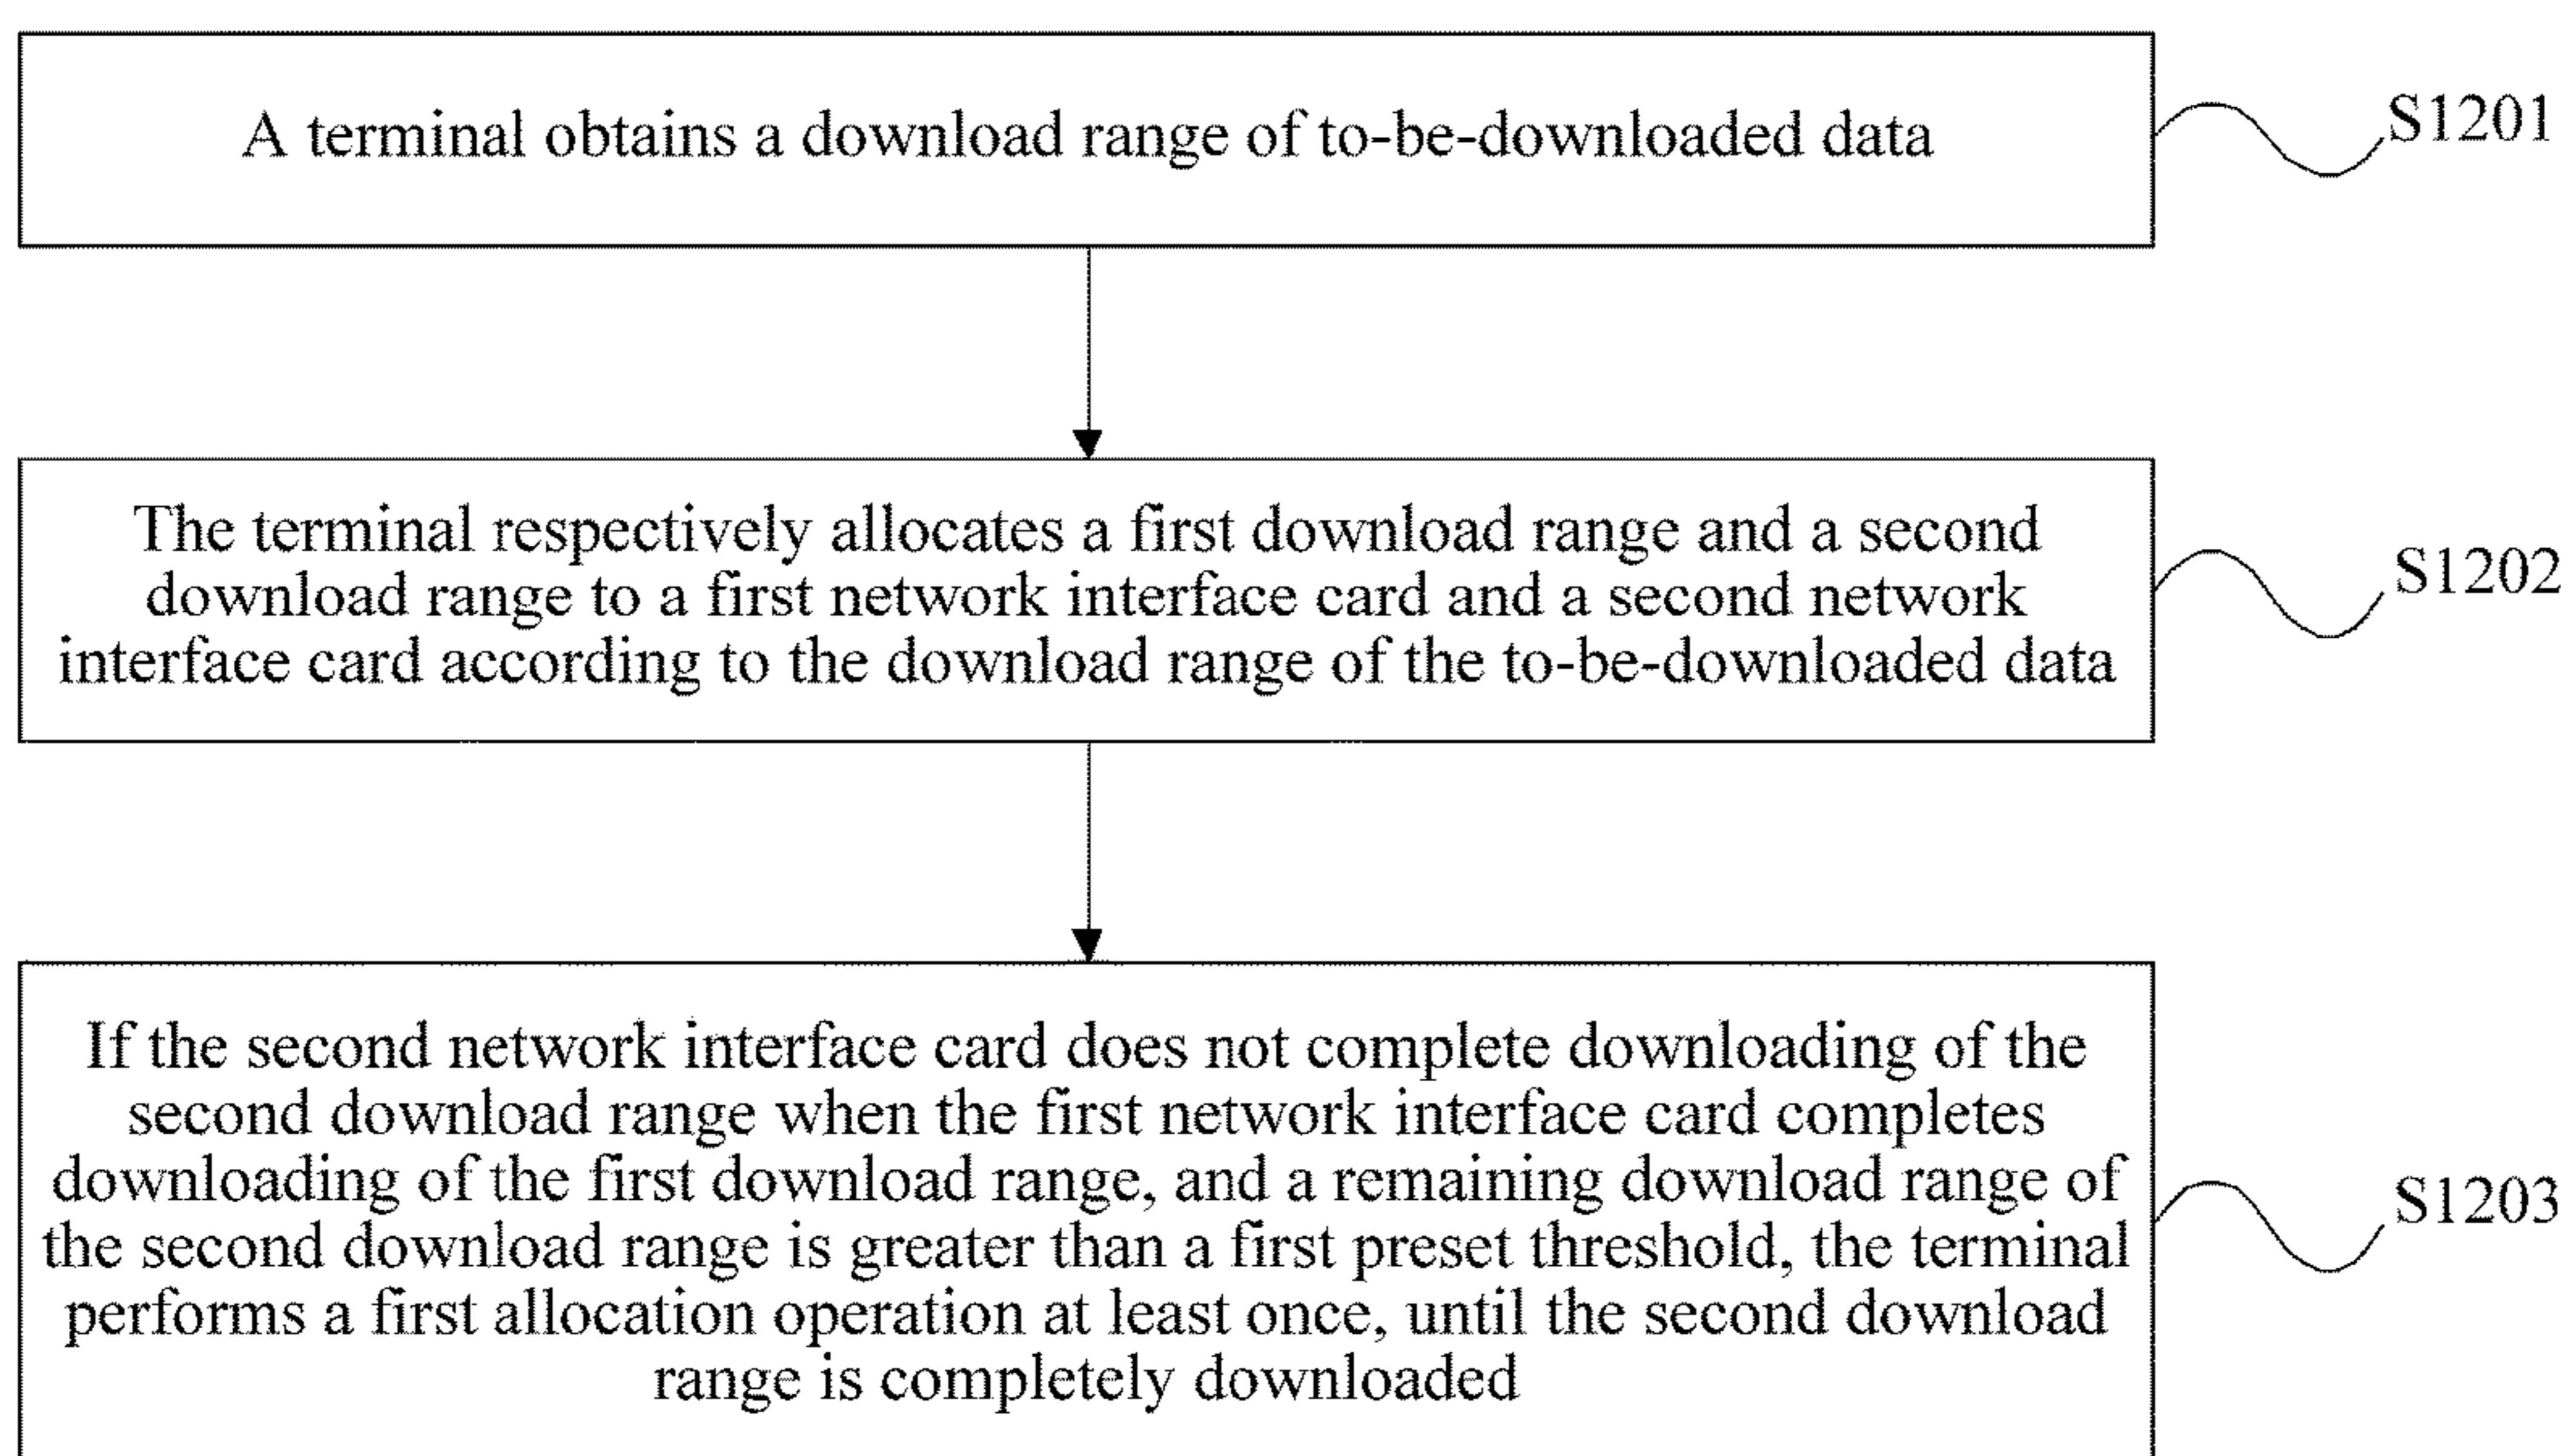 A terminal obtains a download range of to-be-downloaded data
S1201
The terminal respectively allocates a first download range and a second
download range to a first network interface card and a second network
interface card according to the download range of the to-be-downloaded data
S1202
If the second network interface card does not complete downloading of the
second download range when the first network interface card completes
downloading of the first download range, and a remaining download range of
the second download range is greater than a first preset threshold, the terminal
performs a first allocation operation at least once, until the second download
range is completely downloaded
S1203